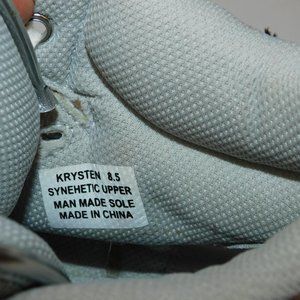 KRYSTEN 8.5
SYNEHETIC UPPER
MAN MADE SOLE
MADE IN CHINA